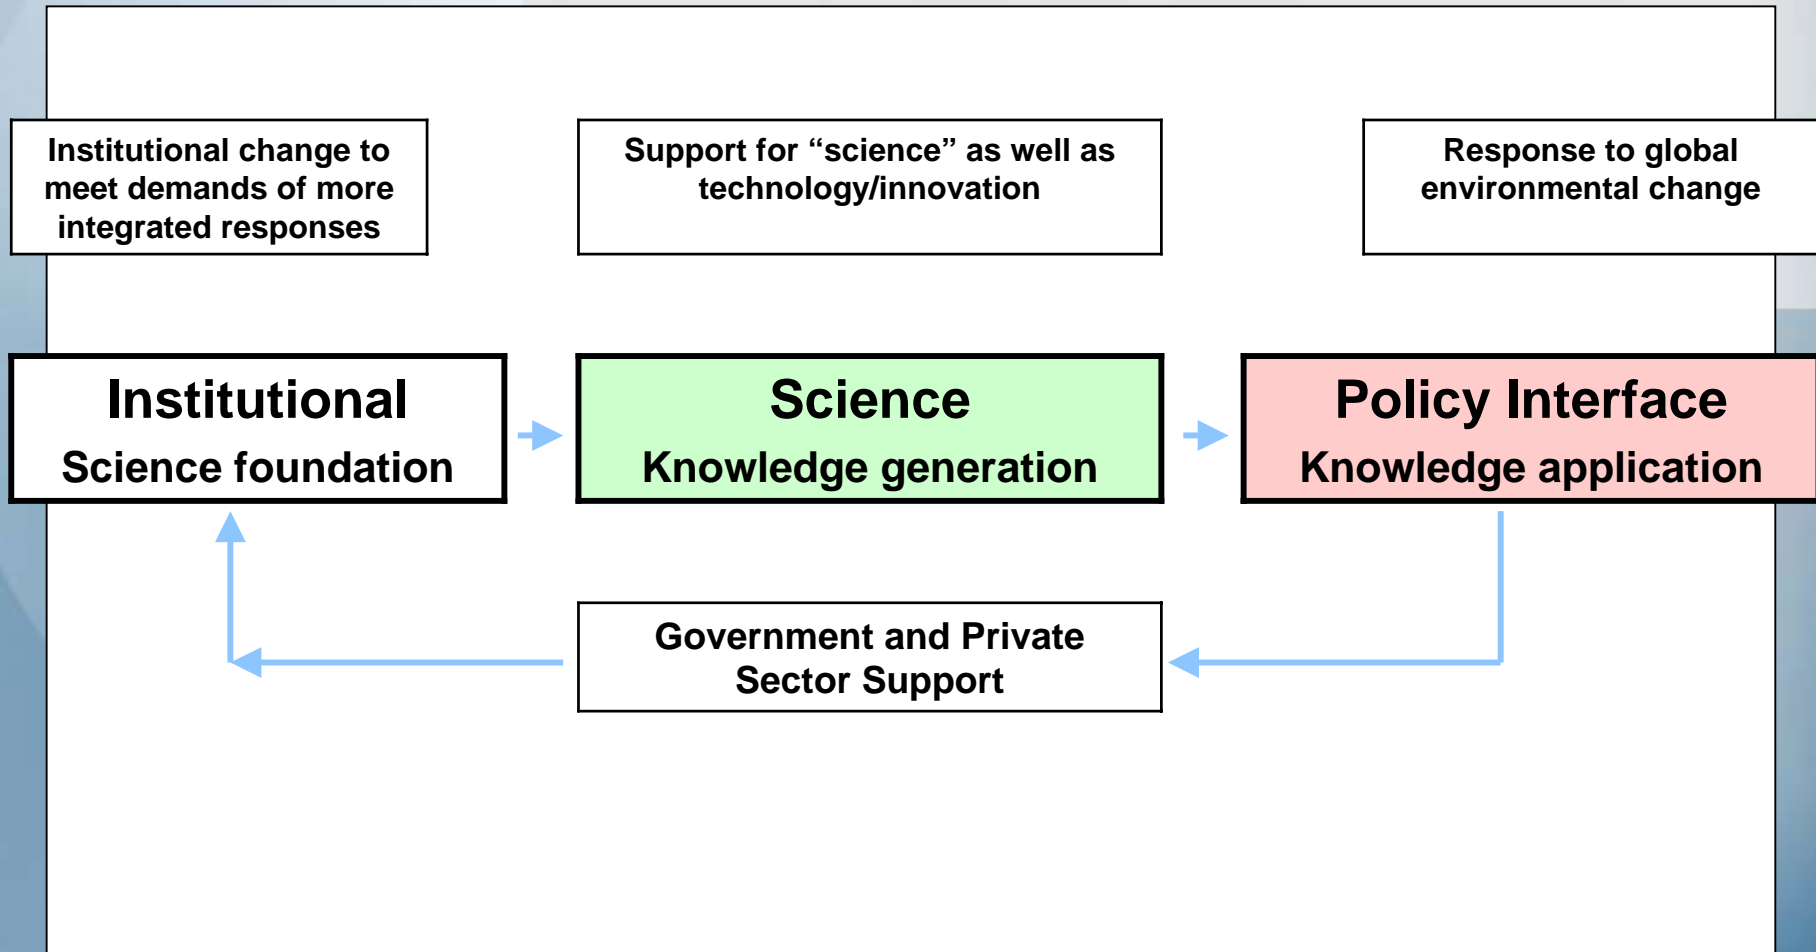 Institutional change to
meet demands of more
integrated responses
Support for “science” as well as
technology/innovation
Response to global
environmental change
Institutional
Science foundation
Science
Knowledge generation
Policy Interface
Knowledge application
Government and Private
Sector Support